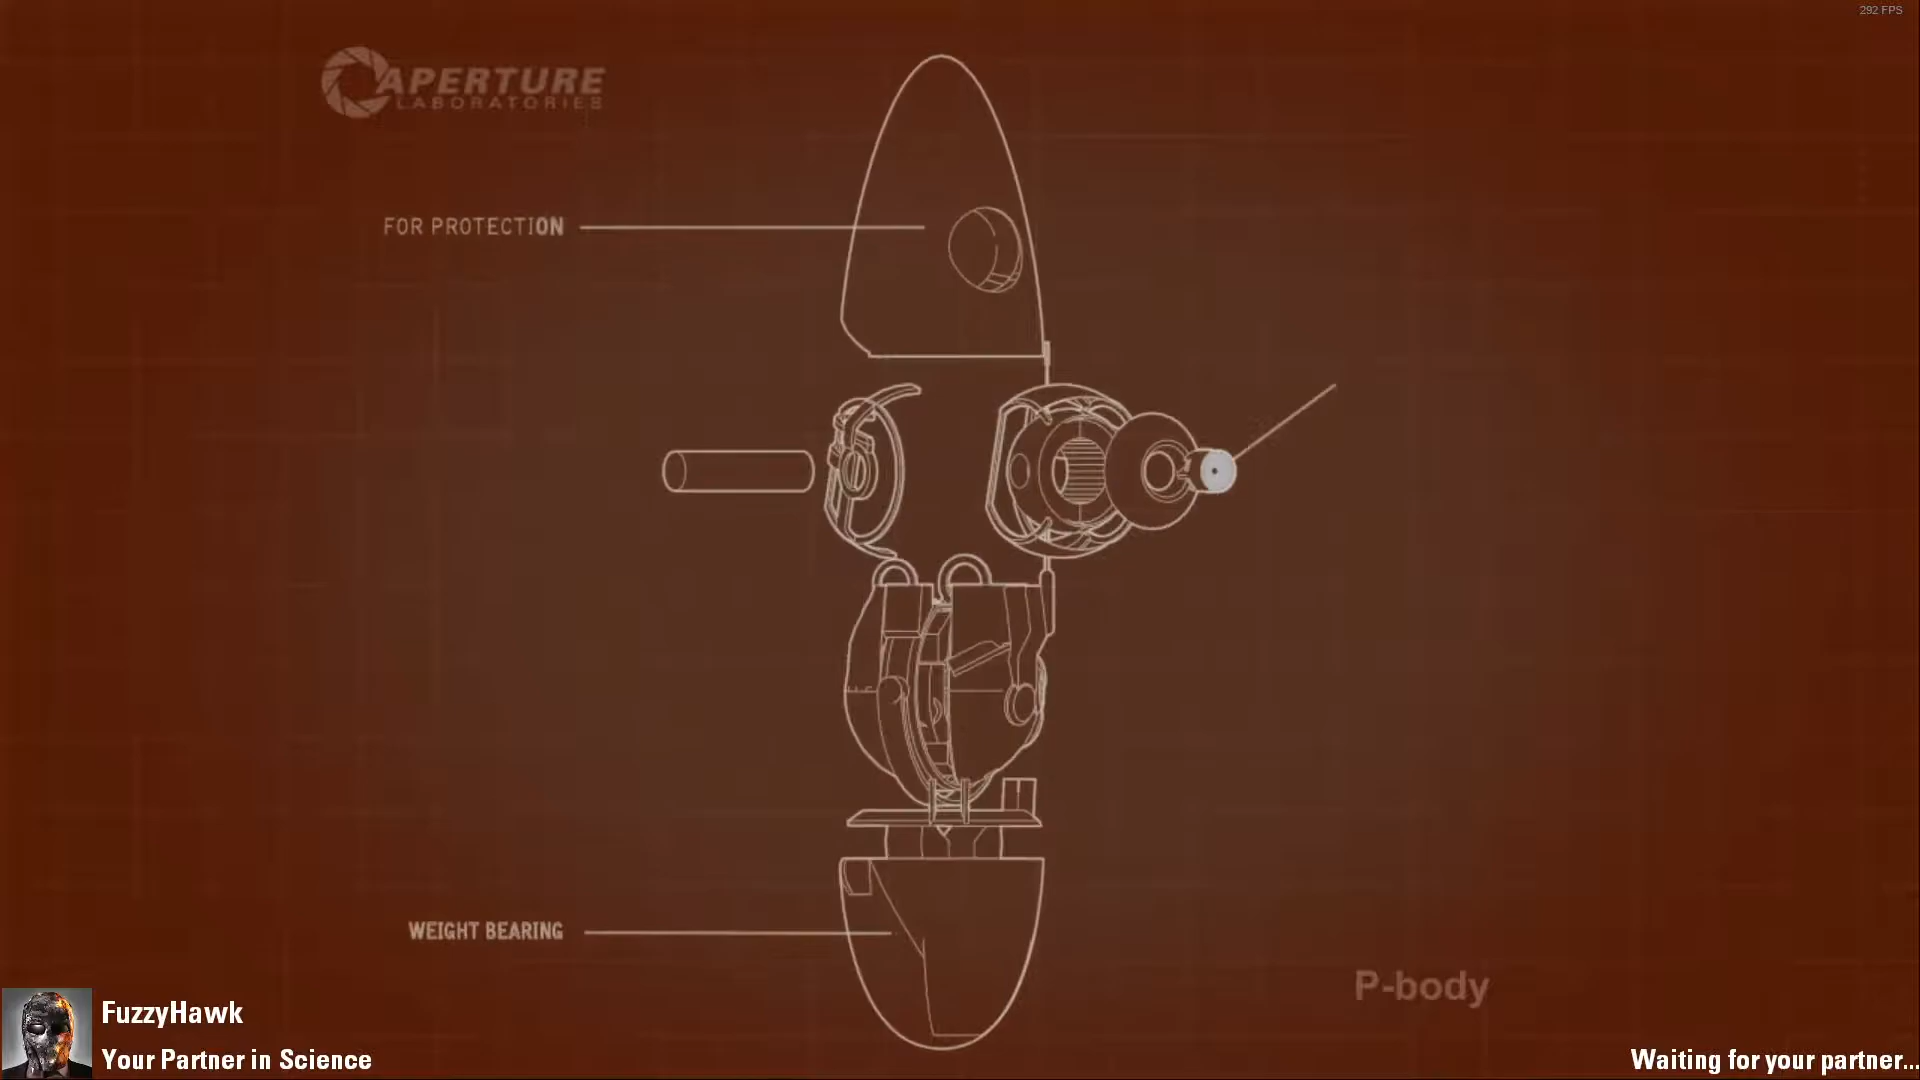 292 FPS
APERTURE
LABORATORIES
FOR PROTECTION
WEIGHT BEARING
P-body
FuzzyHawk
Your Partner in Science
Waiting for your partner...